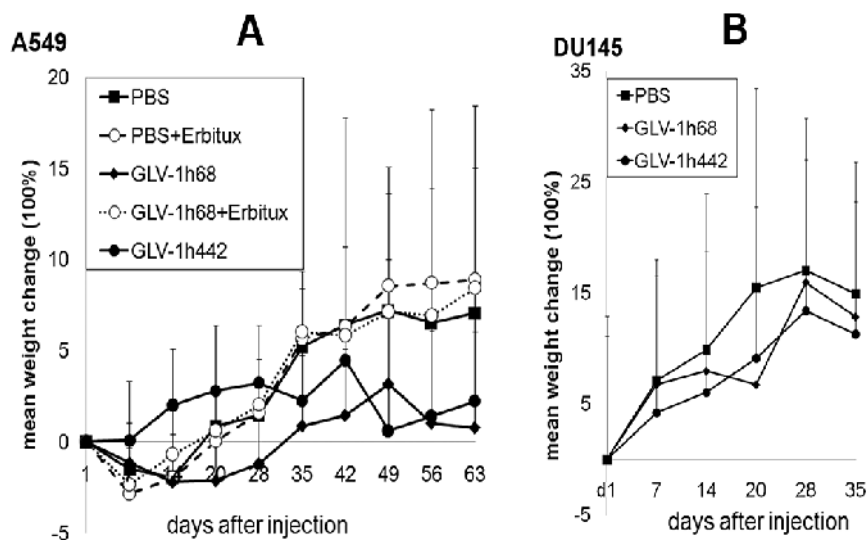 A
B
A549
DU145
20
15
10
5
0
-5
mean weight change (100%)
PBS
PBS+Erbitux
GLV-1h68
GLV-1h68+Erbitux
GLV-1h442
1
20
28
35
42
49
56
63
days after injection
35
25
15
5
-5
mean weight change (100%)
PBS
GLV-1h68
GLV-1h442
d1
7
14
20
28
35
days after injection